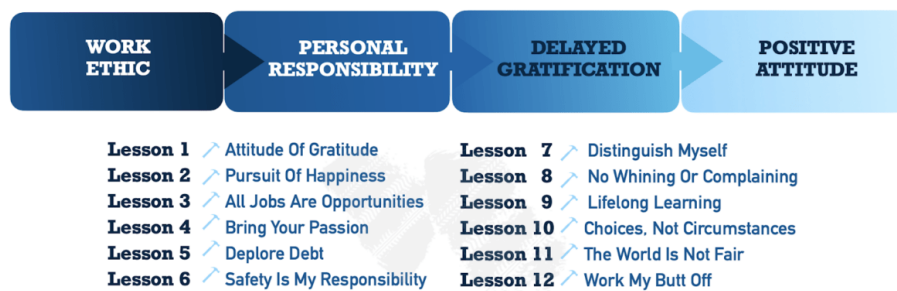 WORK
ETHIC
PERSONAL
RESPONSIBILITY
DELAYED
GRATIFICATION
POSITIVE
ATTITUDE
Lesson 1 Attitude Of Gratitude
Lesson 2 Pursuit Of Happiness
Lesson 3 All Jobs Are Opportunities
Lesson 4 Bring Your Passion
Lesson 5 Deplore Debt
Lesson 6 Safety Is My Responsibility
Lesson 7 Distinguish Myself
Lesson 8 No Whining Or Complaining
Lesson 9 Lifelong Learning
Lesson 10 Choices, Not Circumstances
Lesson 11 The World Is Not Fair
Lesson 12 Work My Butt Off